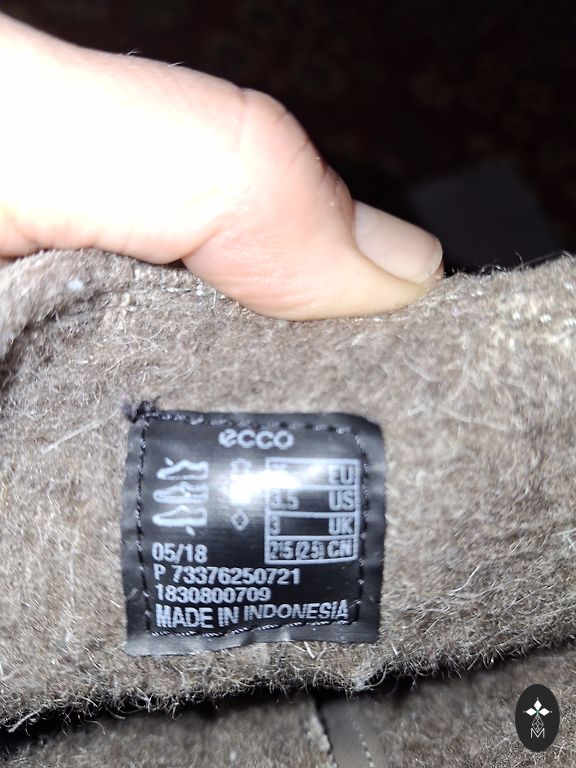 ecco
EU
3.5 US
3 UK
CN
05/18
P 73376250721
1830800709
MADE IN INDONESIA
M